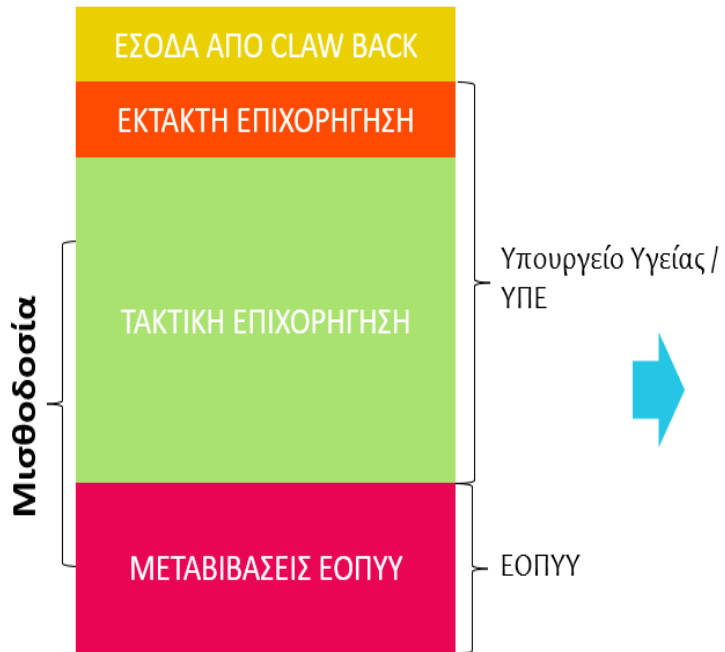 ΕΣΟΔΑ ΑΠΟ CLAW BACK
ΕΚΤΑΚΤΗ ΕΠΙΧΟΡΗΓΗΣΗ
ΤΑΚΤΙΚΗ ΕΠΙΧΟΡΗΓΗΣΗ
ΜΕΤΑΒΙΒΑΣΕΙΣ ΕΟΠΥΥ
Μισθοδοσία
Υπουργείο Υγείας /
ΥΠΕ
ΕΟΠΥΥ